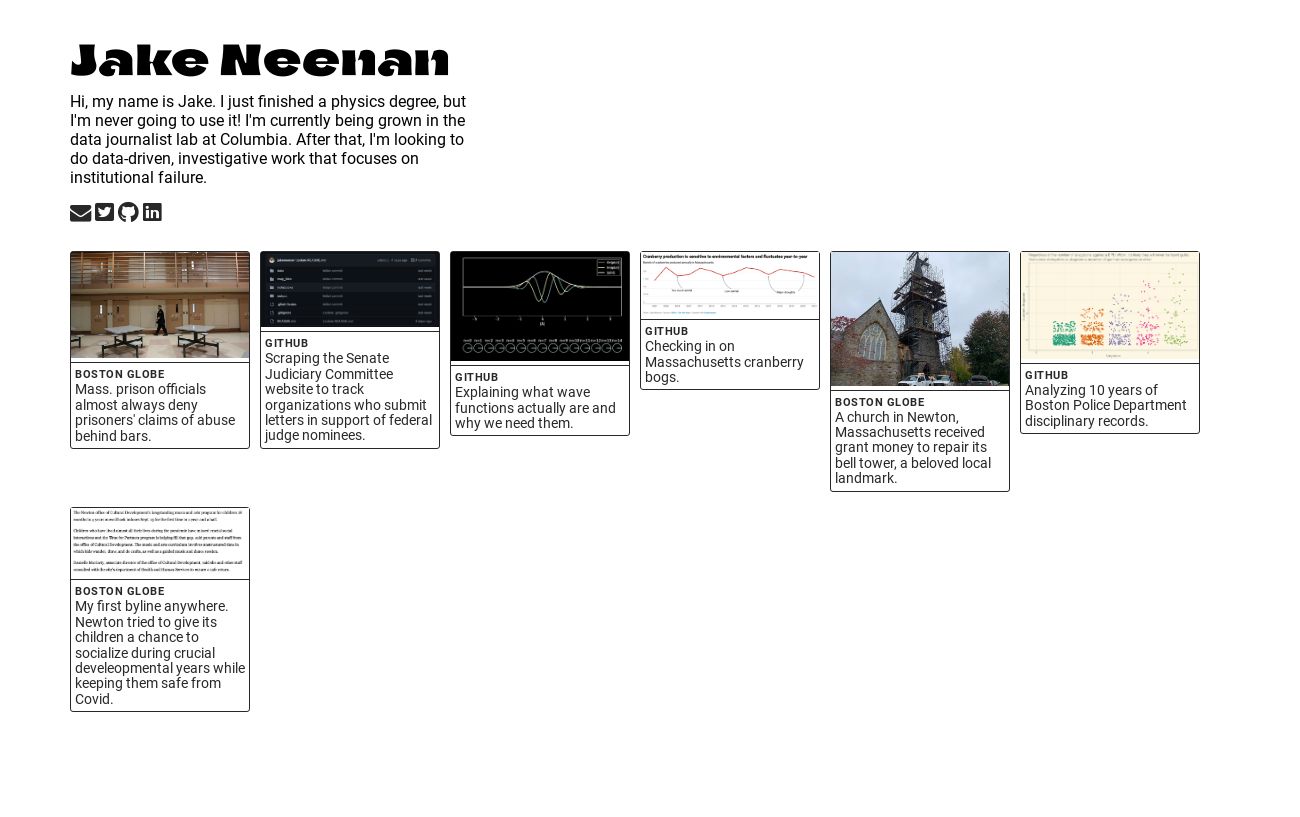 Jake Neenan
Hi, my name is Jake. I just finished a physics degree, but
I'm never going to use it! I'm currently being grown in the
data journalist lab at Columbia. After that, I'm looking to
do data-driven, investigative work that focuses on
institutional failure.
BOSTON GLOBE
Mass. prison officials
almost always deny
prisoners' claims of abuse
behind bars.
GITHUB
Scraping the Senate
Judiciary Committee
website to track
organizations who submit
letters in support of federal
judge nominees.
GITHUB
Explaining what wave
functions actually are and
why we need them.
Cranberry production is sensitive to environmental factors and fluctuates year-to-year
GITHUB
Checking in on
Massachusetts cranberry
bogs.
BOSTON GLOBE
A church in Newton,
Massachusetts received
grant money to repair its
bell tower, a beloved local
landmark.
GITHUB
Analyzing 10 years of
Boston Police Department
disciplinary records.
BOSTON GLOBE
My first byline anywhere.
Newton tried to give its
children a chance to
socialize during crucial
develeopmental years while
keeping them safe from
Covid.